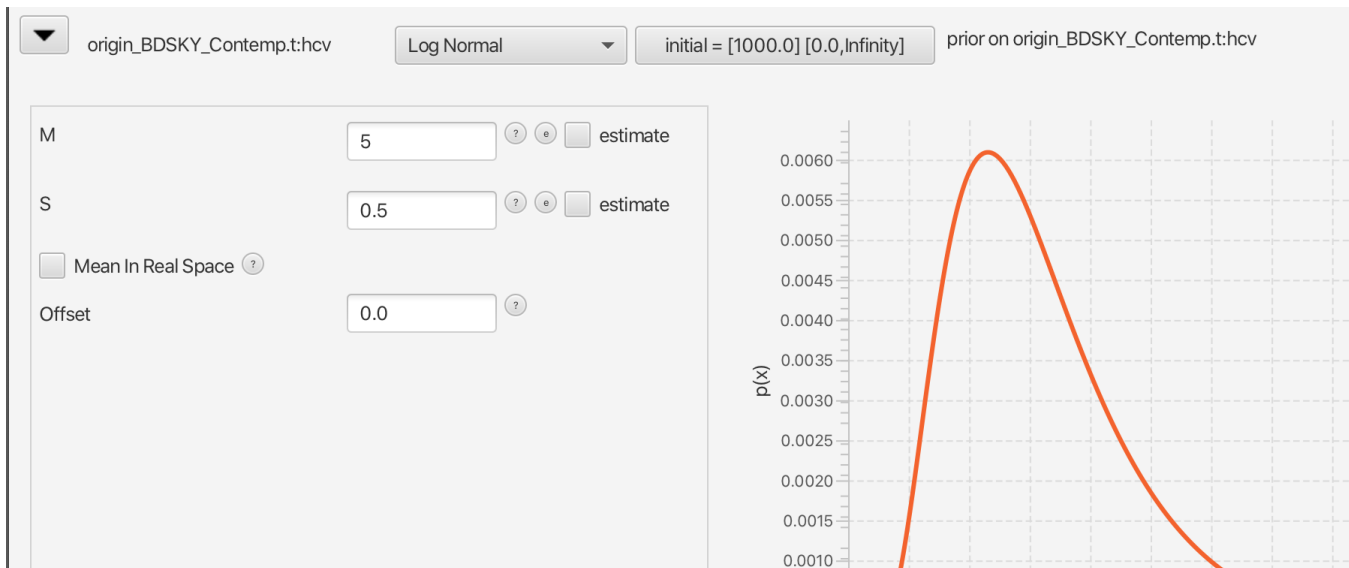 origin_BDSKY_Contemp.t:hcv Log Normal initial = [1000.0] [0.0,Infinity] prior on origin_BDSKY_Contemp.t:hcv
M 5 ? e estimate
S 0.5 ? e estimate
Mean In Real Space ?
Offset 0.0 ?
p(x)
0.0060
0.0055
0.0050
0.0045
0.0040
0.0035
0.0030
0.0025
0.0020
0.0015
0.0010